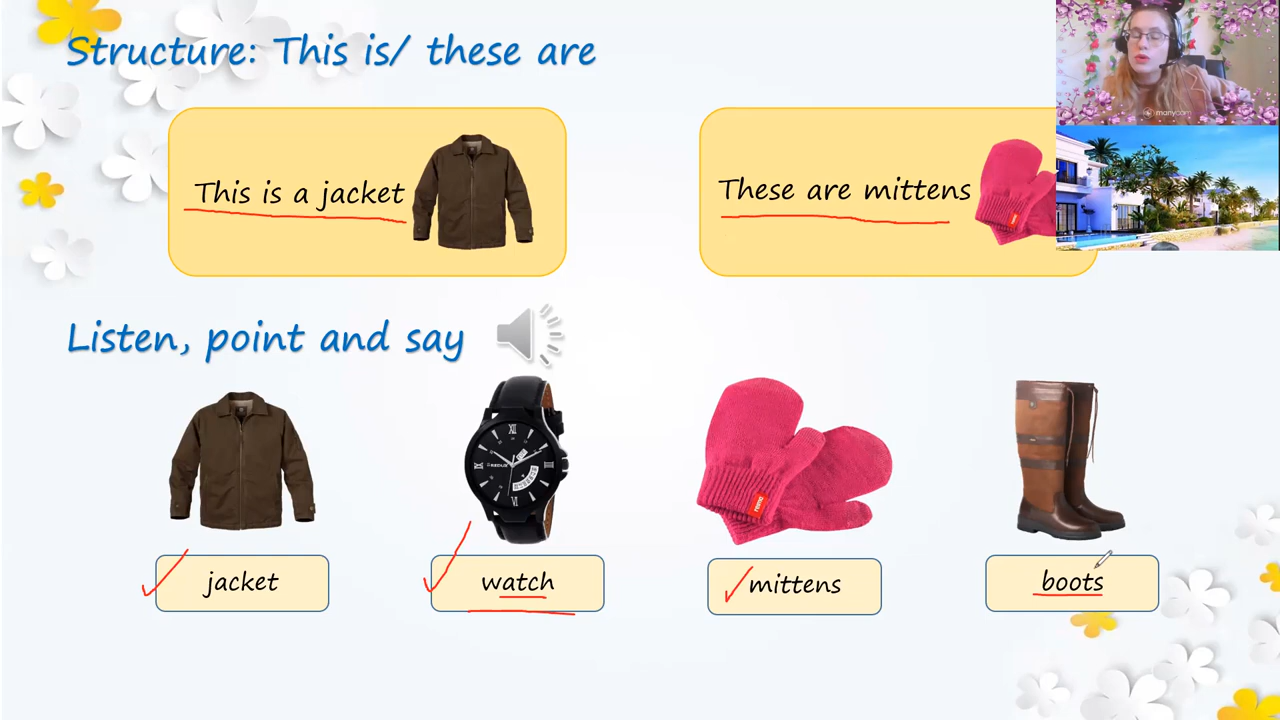 Structure: This is/ these are
This is a jacket
These are mittens
manycam
Listen, point and say
jacket
watch
mittens
boots